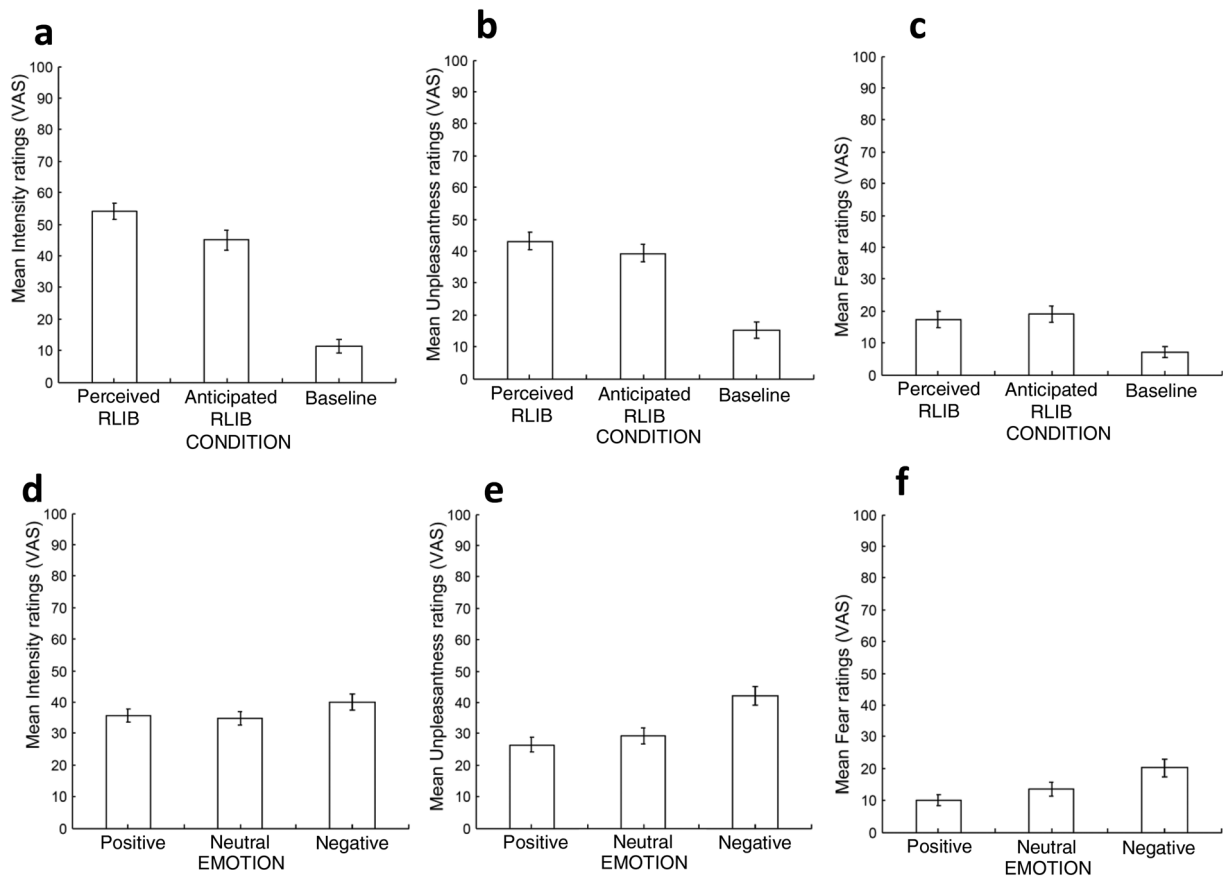 a
Mean Intensity ratings (VAS)
100
90
80
70
60
50
40
30
20
10
0
Perceived RLIB
Anticipated RLIB
Baseline
CONDITION
b
Mean Unpleasantness ratings (VAS)
100
90
80
70
60
50
40
30
20
10
0
Perceived RLIB
Anticipated RLIB
Baseline
CONDITION
c
Mean Fear ratings (VAS)
100
90
80
70
60
50
40
30
20
10
0
Perceived RLIB
Anticipated RLIB
Baseline
CONDITION
d
Mean Intensity ratings (VAS)
100
90
80
70
60
50
40
30
20
10
0
Positive
Neutral
Negative
EMOTION
e
Mean Unpleasantness ratings (VAS)
100
90
80
70
60
50
40
30
20
10
0
Positive
Neutral
Negative
EMOTION
f
Mean Fear ratings (VAS)
100
90
80
70
60
50
40
30
20
10
0
Positive
Neutral
Negative
EMOTION